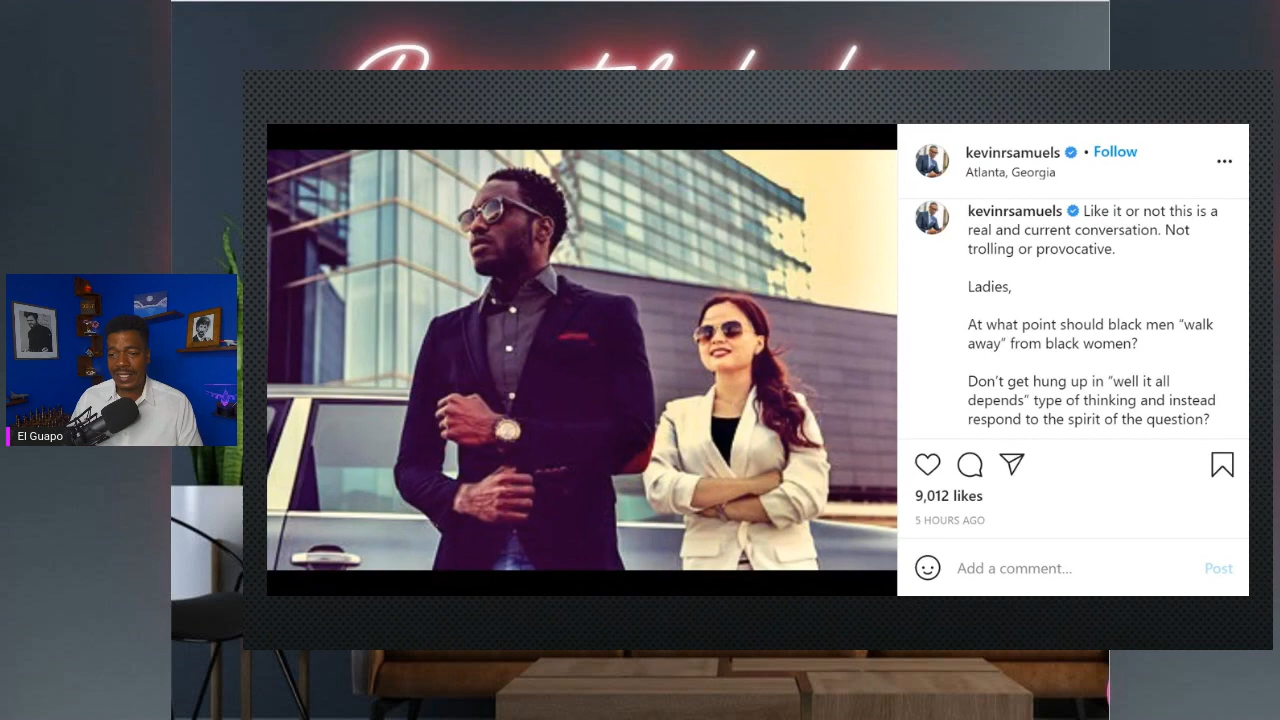 kevinrsamuels • Follow
Atlanta, Georgia
kevinrsamuels Like it or not this is a
real and current conversation. Not
trolling or provocative.
Ladies,
At what point should black men “walk
away” from black women?
Don’t get hung up in “well it all
depends” type of thinking and instead
respond to the spirit of the question?
9,012 likes
5 HOURS AGO
Add a comment... Post
El Guapo